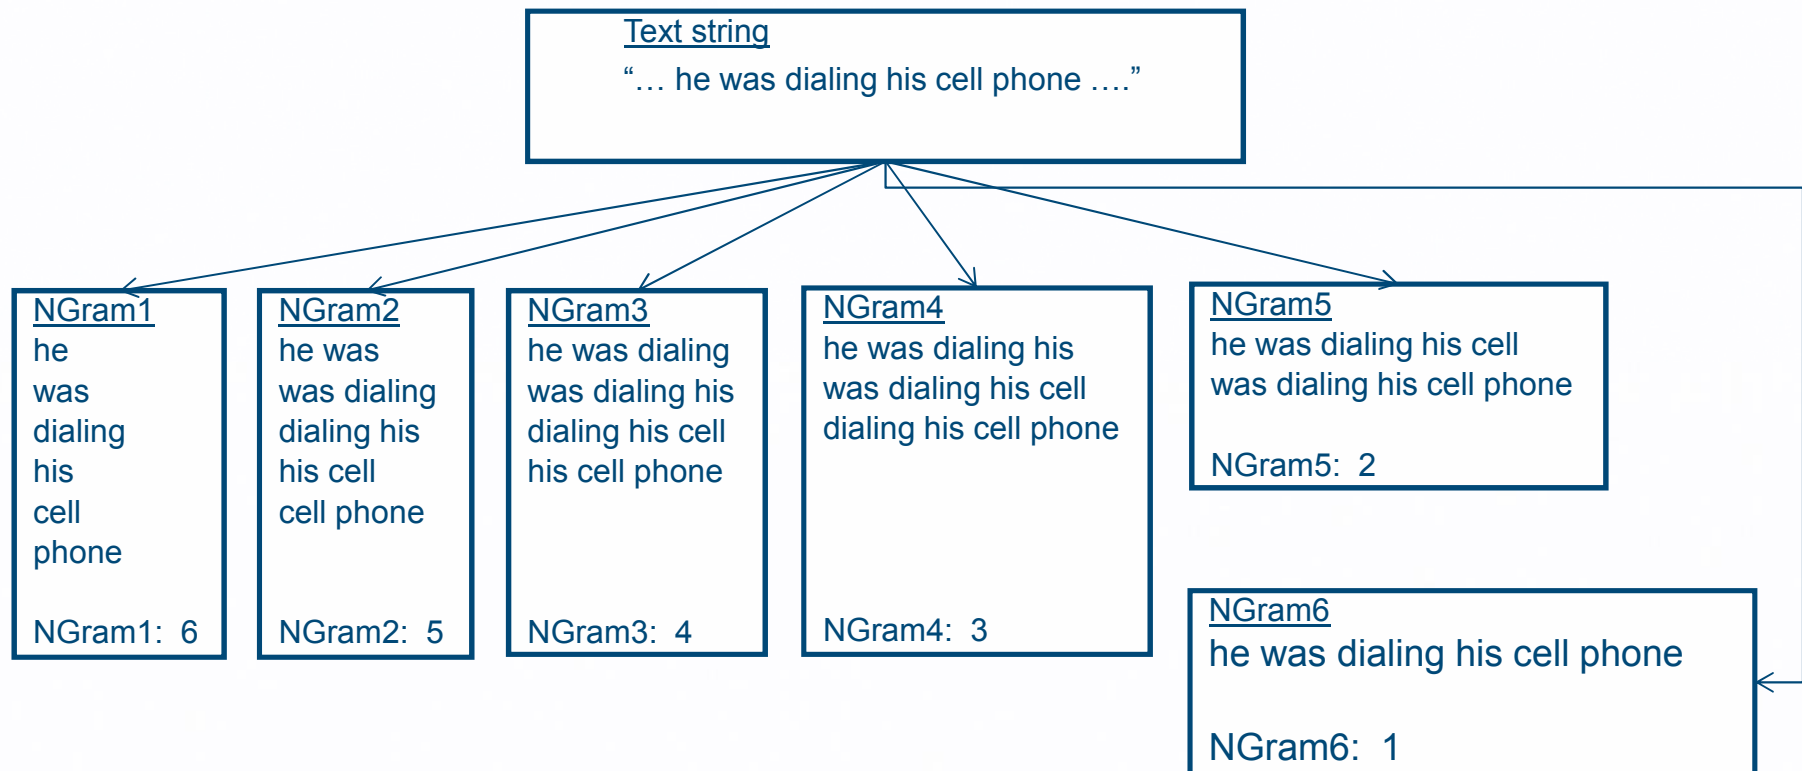 Text string
“… he was dialing his cell phone ….”
NGram1
he
was
dialing
his
cell
phone
NGram1: 6
NGram2
he was
was dialing
dialing his
his cell
cell phone
NGram2: 5
NGram3
he was dialing
was dialing his
dialing his cell
his cell phone
NGram3: 4
NGram4
he was dialing his
was dialing his cell
dialing his cell phone
NGram4: 3
NGram5
he was dialing his cell
was dialing his cell phone
NGram5: 2
NGram6
he was dialing his cell phone
NGram6: 1